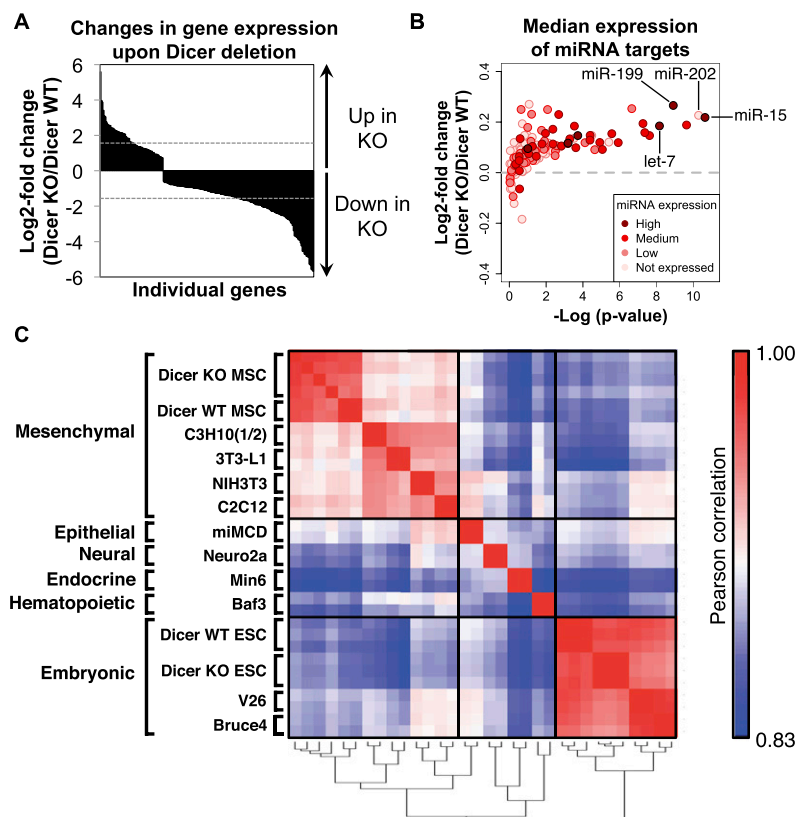 A
Changes in gene expression
upon Dicer deletion
Log2-fold change
(Dicer KO/Dicer WT)
6
4
2
0
-2
-4
-6
Up in
KO
Down in
KO
Individual genes
B
Median expression
of miRNA targets
Log2-fold change
(Dicer KO/Dicer WT)
0.4
0.2
0.0
-0.2
-0.4
miR-199
miR-202
miR-15
let-7
miRNA expression
High
Medium
Low
Not expressed
0 2 4 6 8 10
-Log (p-value)
C
Mesenchymal
Epithelial
Neural
Endocrine
Hematopoietic
Embryonic
Dicer KO MSC
Dicer WT MSC
C3H10(1/2)
3T3-L1
NIH3T3
C2C12
miMCD
Neuro2a
Min6
Baf3
Dicer WT ESC
Dicer KO ESC
V26
Bruce4
Pearson correlation
1.00
0.83